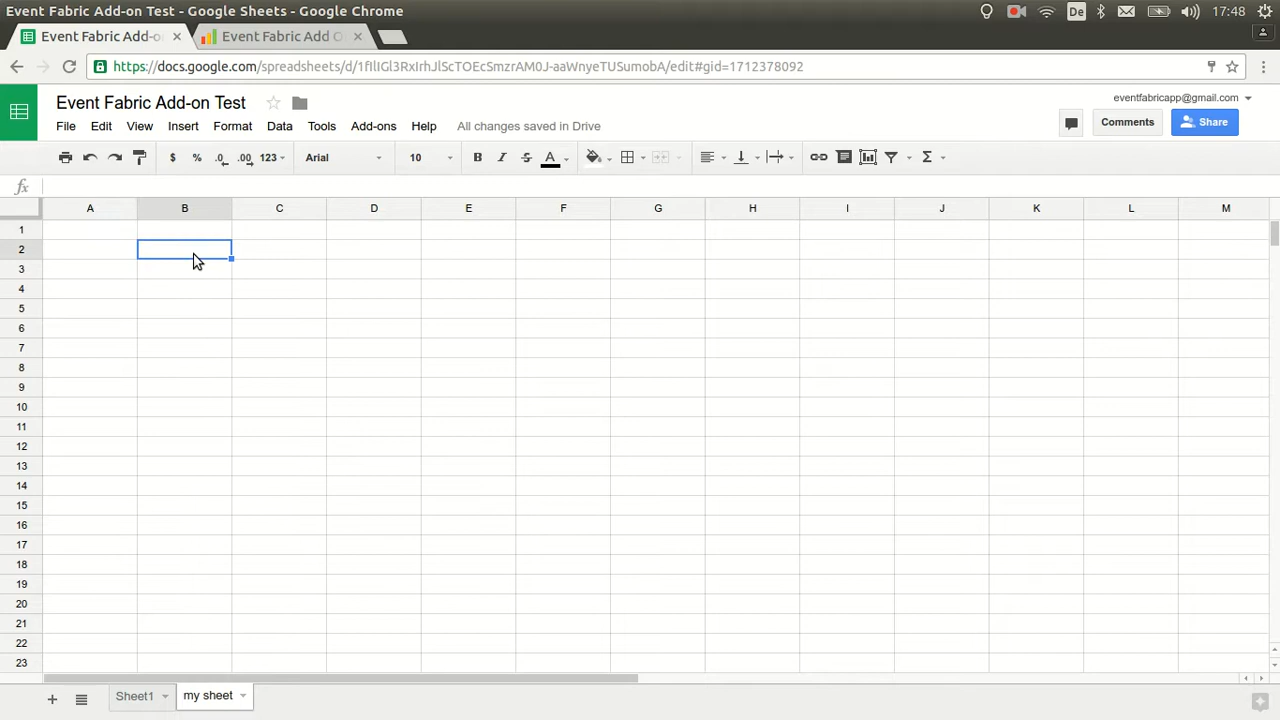 Event Fabric Add-on Test - Google Sheets - Google Chrome
De
17:48
Event Fabric Add-o
Event Fabric Add O
https://docs.google.com/spreadsheets/d/1fIlIGl3RxIrhJlScTOEcSmzrAM0J-aaWnyeTUSumobA/edit#gid=1712378092
Event Fabric Add-on Test
eventfabricapp@gmail.com
File Edit View Insert Format Data Tools Add-ons Help All changes saved in Drive
Comments
Share
$ % .0 .00 123 Arial 10 B I S A Σ
fx
A B C D E F G H I J K L M
1
2
3
4
5
6
7
8
9
10
11
12
13
14
15
16
17
18
19
20
21
22
23
+ Sheet1 my sheet